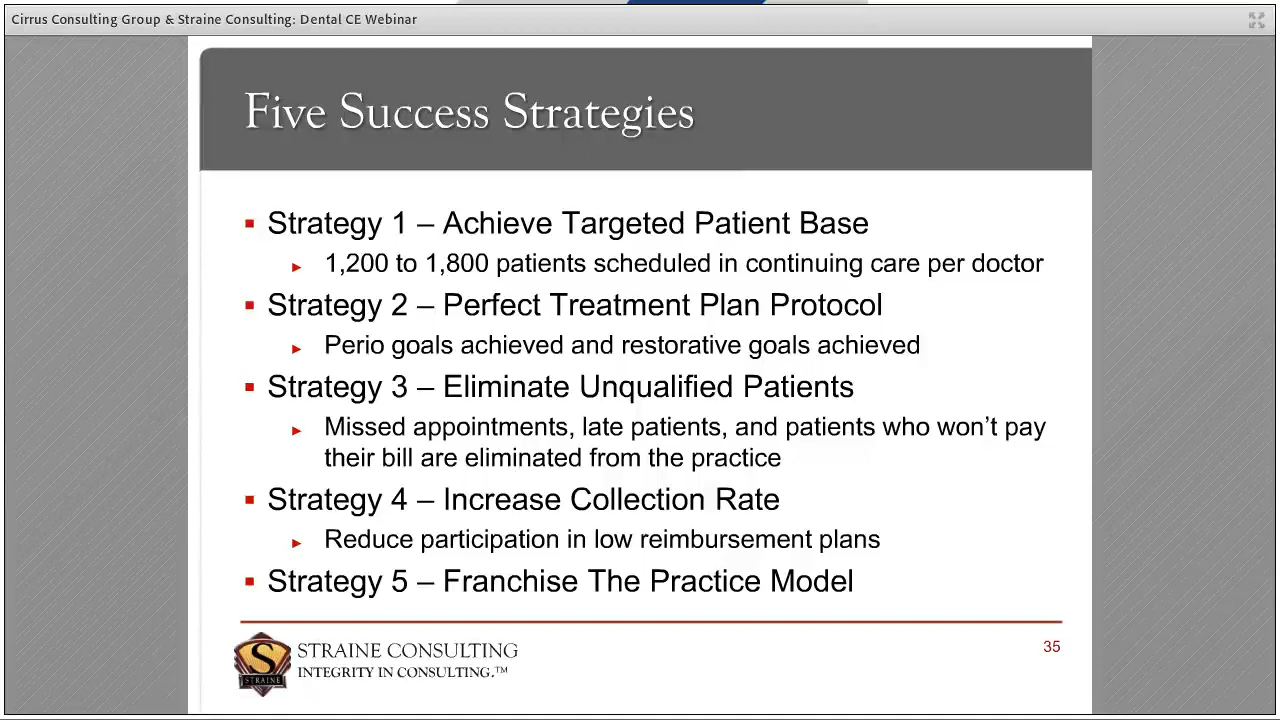 Cirrus Consulting Group & Straine Consulting: Dental CE Webinar
Five Success Strategies
Strategy 1 – Achieve Targeted Patient Base
1,200 to 1,800 patients scheduled in continuing care per doctor
Strategy 2 – Perfect Treatment Plan Protocol
Perio goals achieved and restorative goals achieved
Strategy 3 – Eliminate Unqualified Patients
Missed appointments, late patients, and patients who won’t pay
their bill are eliminated from the practice
Strategy 4 – Increase Collection Rate
Reduce participation in low reimbursement plans
Strategy 5 – Franchise The Practice Model
S
STRAINE
STRAINE CONSULTING
INTEGRITY IN CONSULTING.™
35